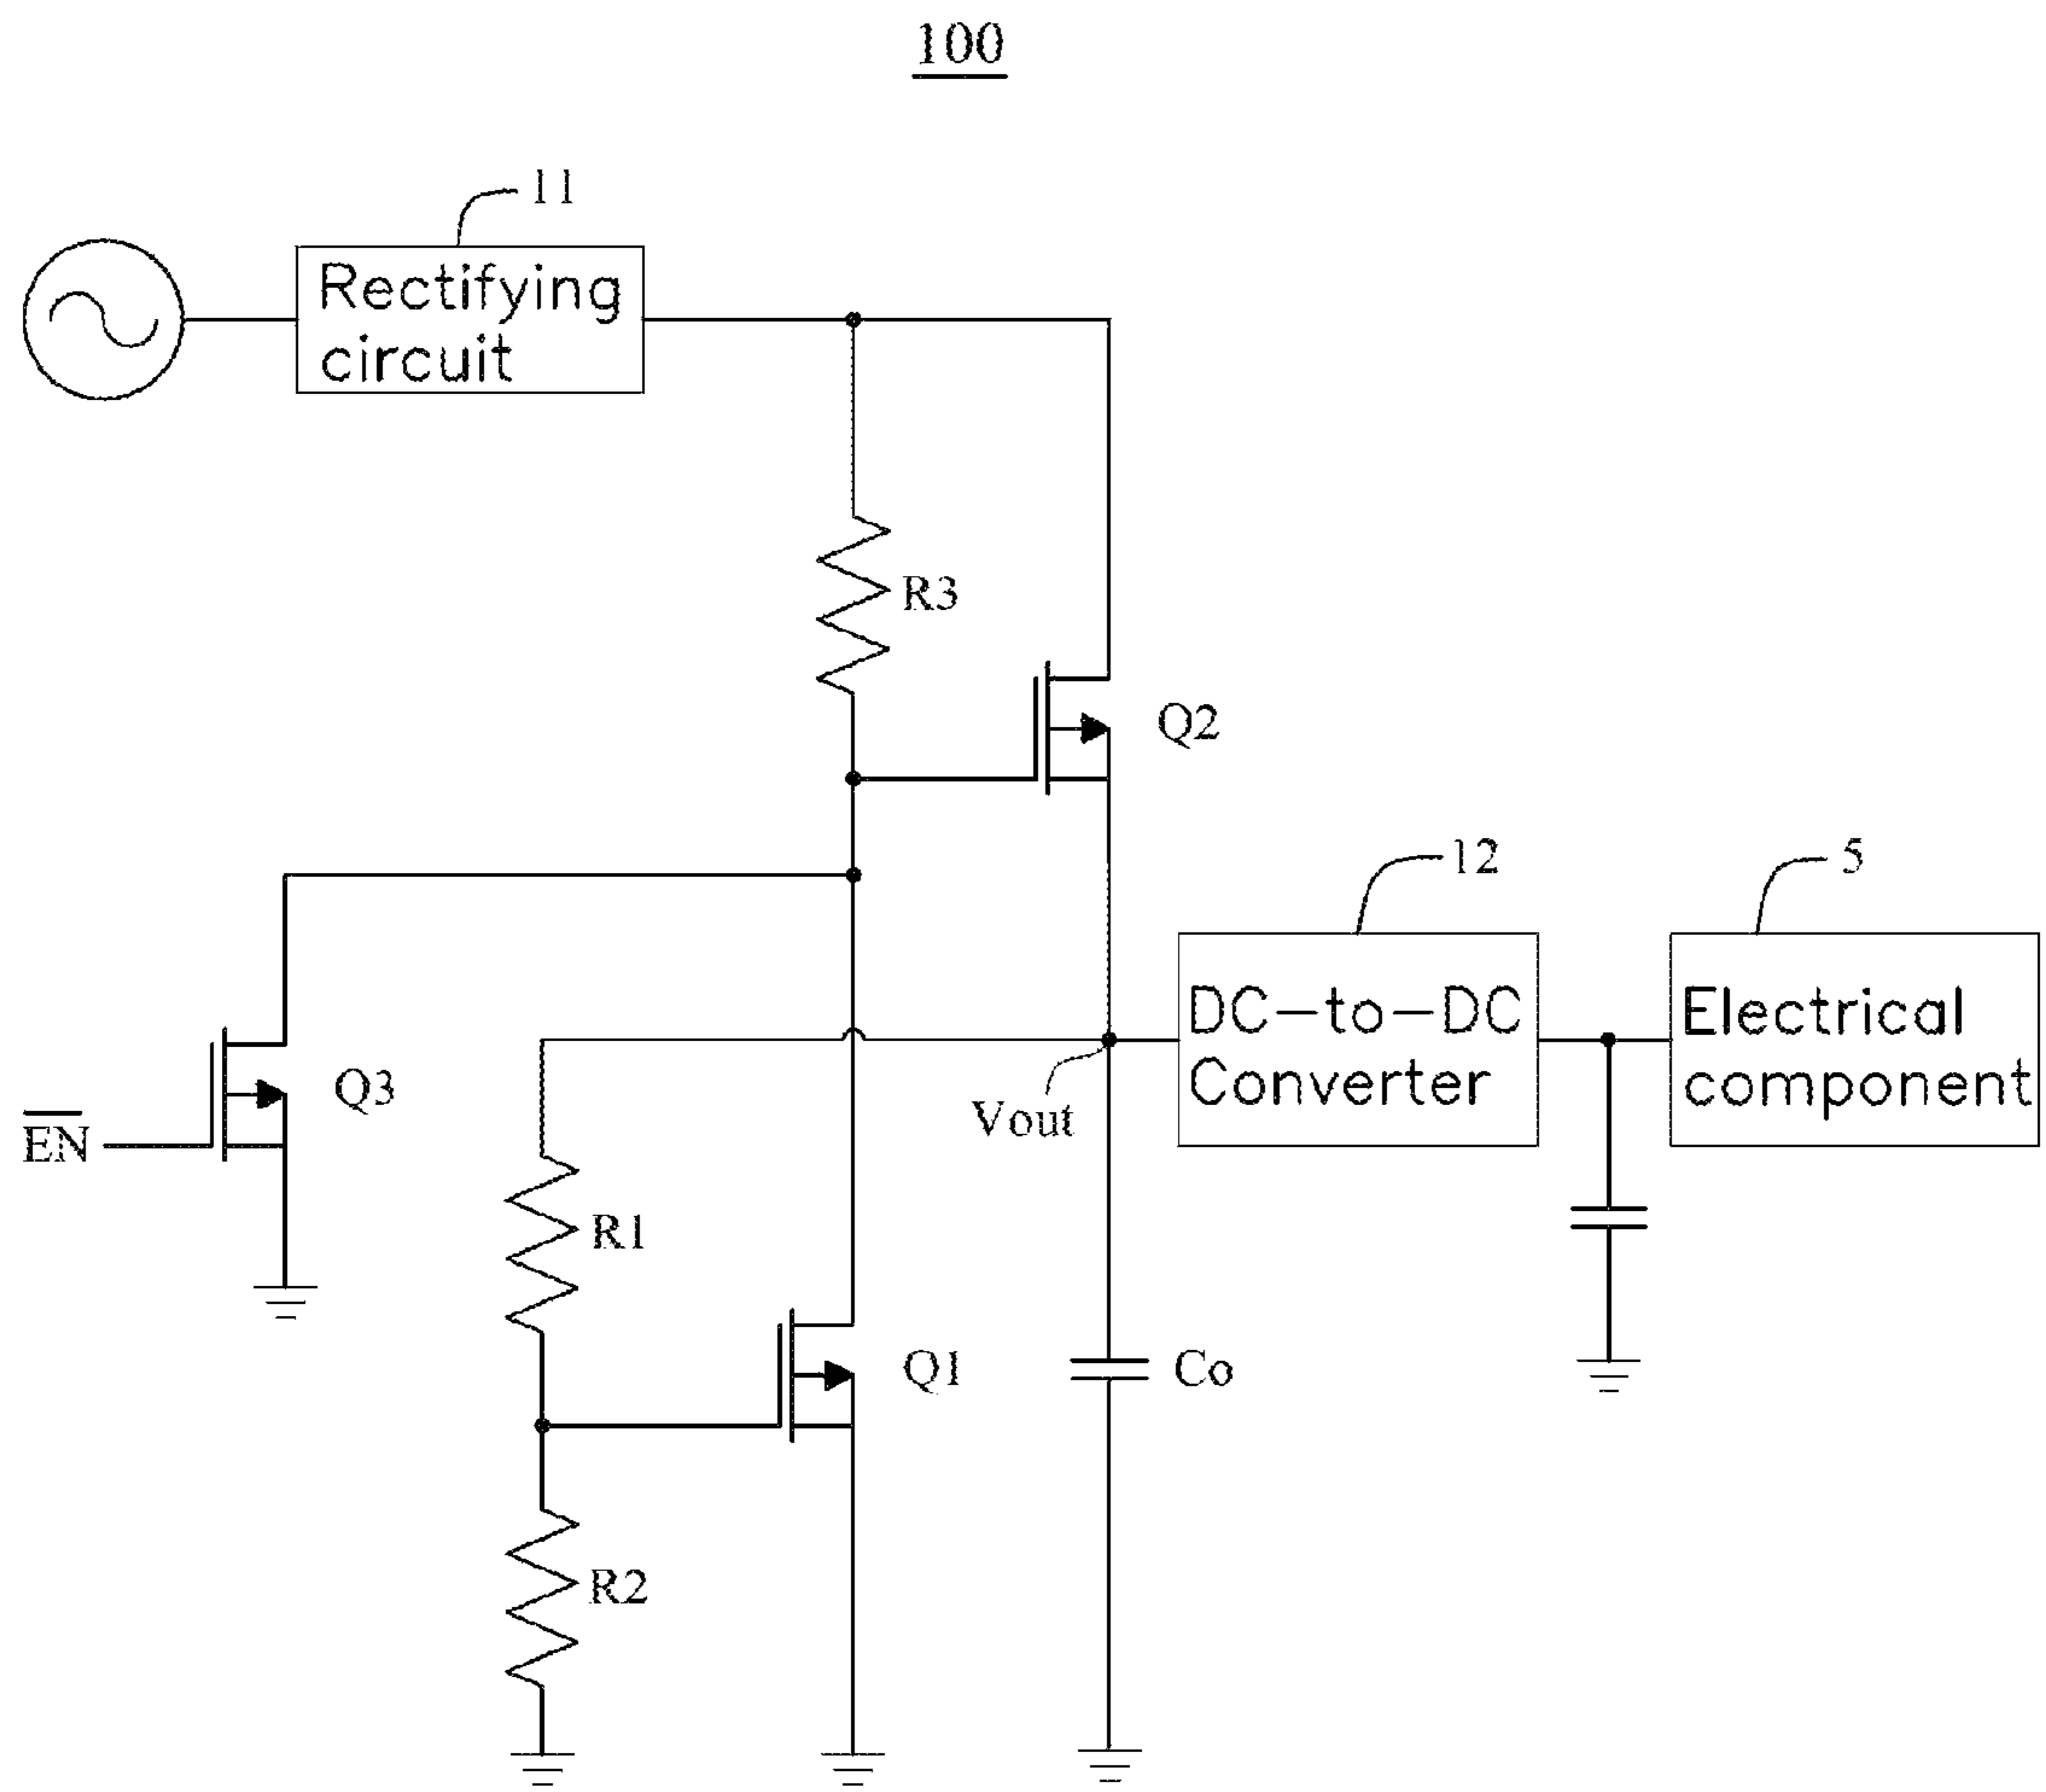 100
11
Rectifying
circuit
R3
Q2
12
5
DC-to-DC
Converter
Electrical
component
Q3
EN
Vout
R1
Q1
Co
R2